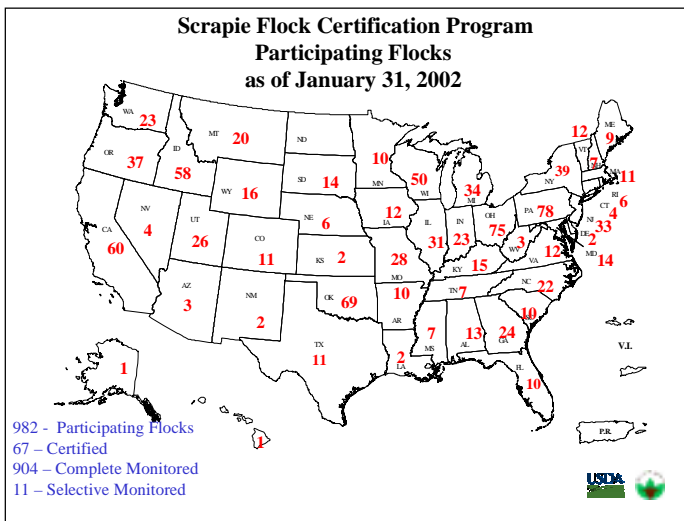 Scrapie Flock Certification Program
Participating Flocks
as of January 31, 2002
WA 23
MT 20
ND
10 MN
12 VT
ME 9
OR 37
ID 58
SD 14
50 WI
34 MI
NY 39
7 NH
MA 11
WY 16
RI 6
CT 4
NV 4
UT 26
NE 6
12 IA
IL 31
IN 23
OH 75
PA 78
NJ 33
DE 2
CA 60
CO 11
KS 2
28 MO
WV 3
12 VA
MD 14
KY 15
AZ 3
NM 2
OK 69
10 AR
TN 7
NC 22
10
TX 11
2 LA
7 MS
13 AL
24 GA
FL 10
V.I.
1
1
P.R.
982 - Participating Flocks
67 – Certified
904 – Complete Monitored
11 – Selective Monitored
USDA